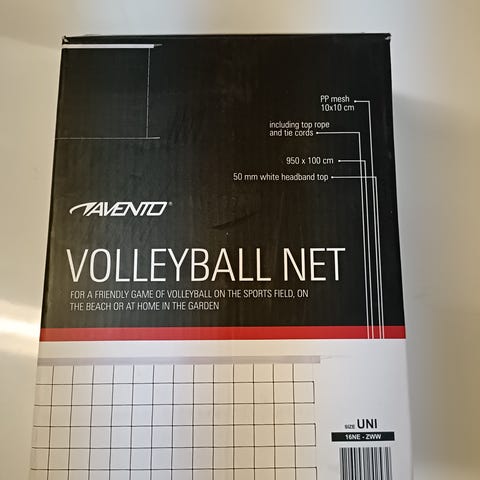 PP mesh
10x10 cm
including top rope
and tie cords
950 x 100 cm
50 mm white headband top
AVENTO®
VOLLEYBALL NET
FOR A FRIENDLY GAME OF VOLLEYBALL ON THE SPORTS FIELD, ON
THE BEACH OR AT HOME IN THE GARDEN
SIZE UNI
16NE - ZWW